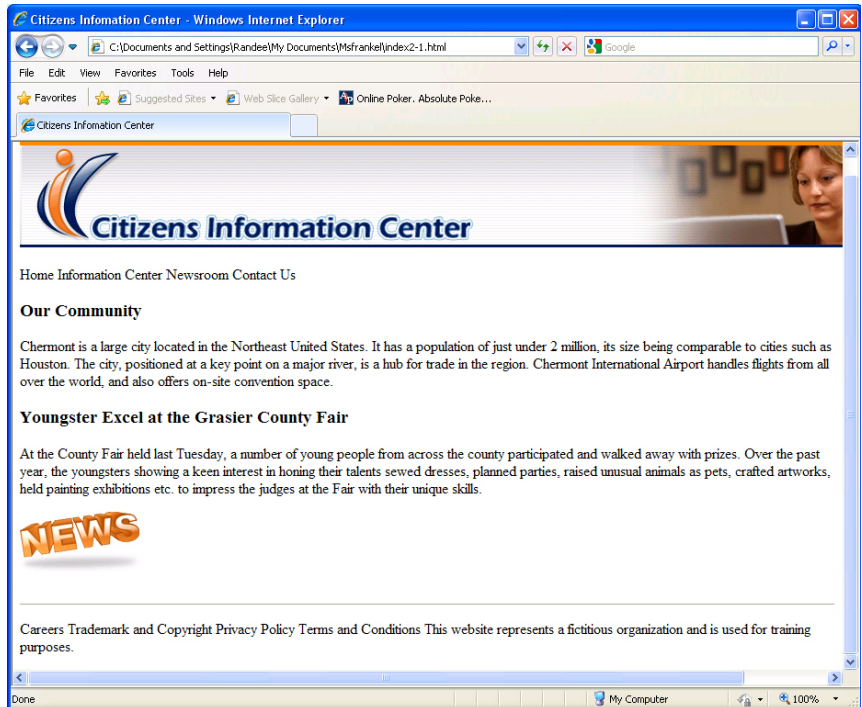 Citizens Infomation Center - Windows Internet Explorer
C:\Documents and Settings\Randee\My Documents\Msfrankel\index2-1.html
Google
File Edit View Favorites Tools Help
Favorites Suggested Sites Web Slice Gallery Online Poker. Absolute Poke...
Citizens Infomation Center
Citizens Information Center
Home Information Center Newsroom Contact Us
Our Community
Chermont is a large city located in the Northeast United States. It has a population of just under 2 million, its size being comparable to cities such as
Houston. The city, positioned at a key point on a major river, is a hub for trade in the region. Chermont International Airport handles flights from all
over the world, and also offers on-site convention space.
Youngster Excel at the Grasier County Fair
At the County Fair held last Tuesday, a number of young people from across the county participated and walked away with prizes. Over the past
year, the youngsters showing a keen interest in honing their talents sewed dresses, planned parties, raised unusual animals as pets, crafted artworks,
held painting exhibitions etc. to impress the judges at the Fair with their unique skills.
NEWS
Careers Trademark and Copyright Privacy Policy Terms and Conditions This website represents a fictitious organization and is used for training
purposes.
Done My Computer 100%